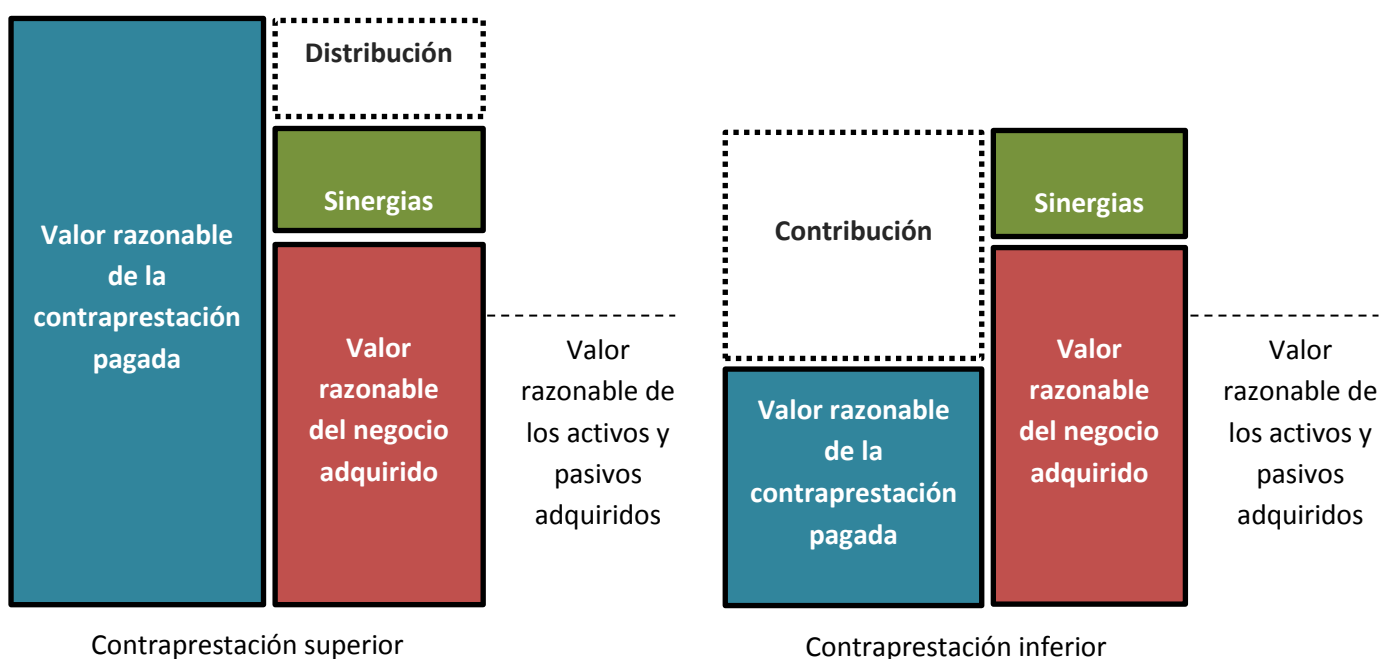 Valor razonable
de la
contraprestación
pagada
Distribución
Sinergias
Valor
razonable
del negocio
adquirido
Valor
razonable de
los activos y
pasivos
adquiridos
Contraprestación superior
Contribución
Valor razonable
de la
contraprestación
pagada
Sinergias
Valor
razonable
del negocio
adquirido
Valor
razonable de
los activos y
pasivos
adquiridos
Contraprestación inferior